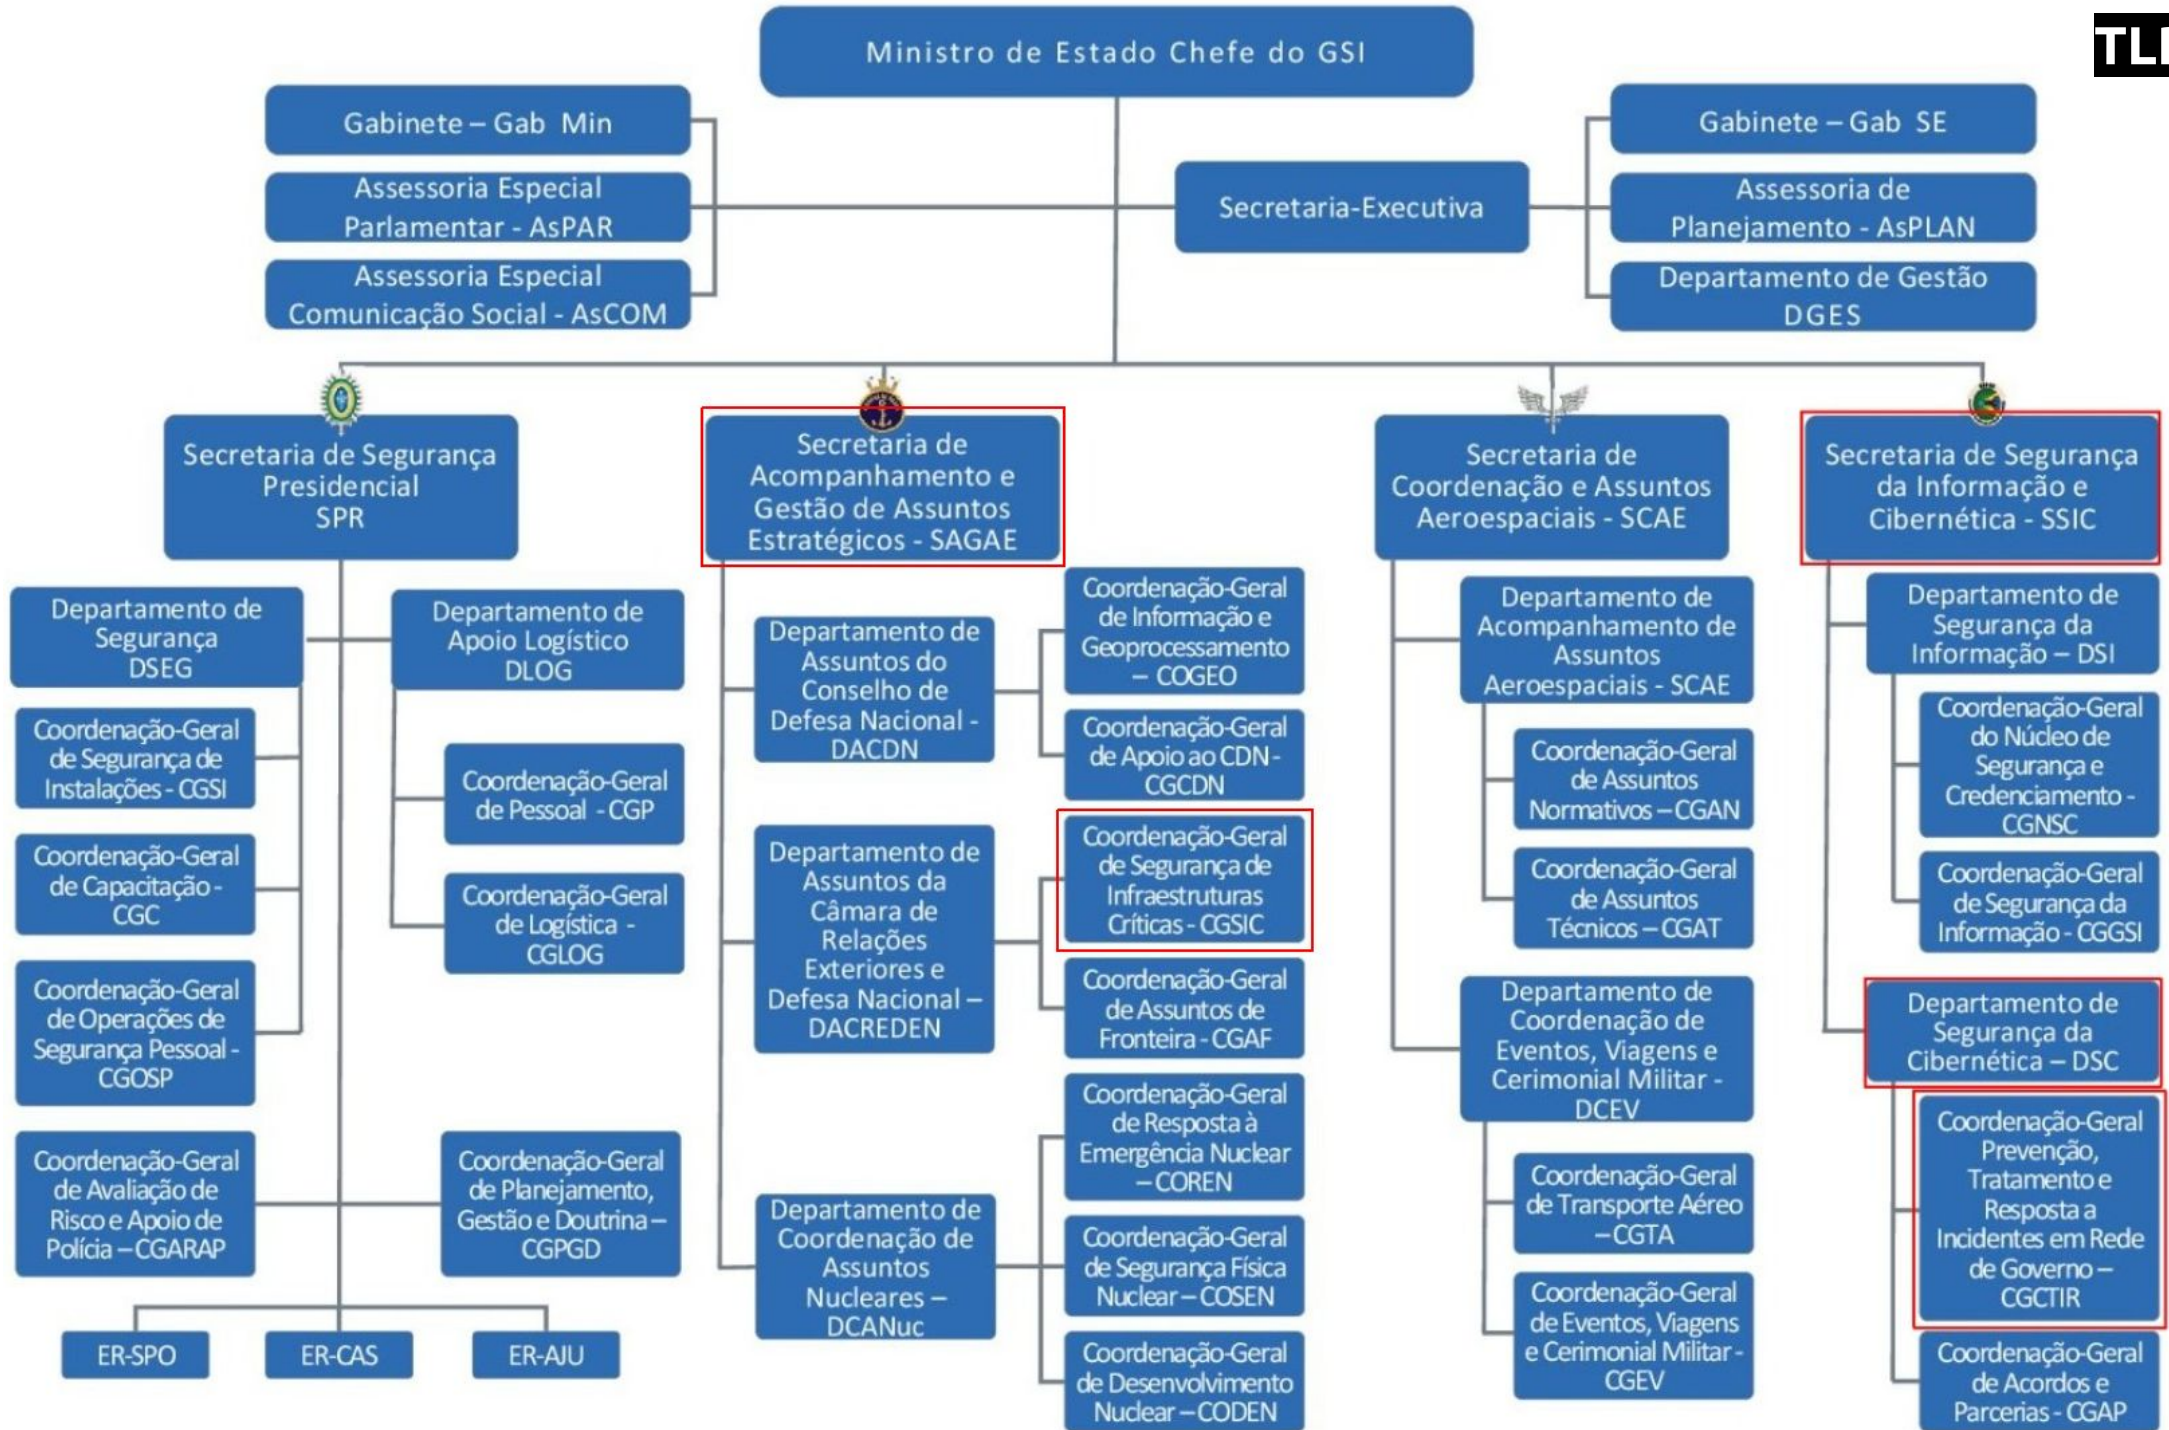 Ministro de Estado Chefe do GSI
Gabinete – Gab Min
Assessoria Especial
Parlamentar - AsPAR
Assessoria Especial
Comunicação Social - AsCOM
Secretaria-Executiva
Gabinete – Gab SE
Assessoria de
Planejamento - AsPLAN
Departamento de Gestão
DGES
Secretaria de Segurança
Presidencial
SPR
Departamento de
Segurança
DSEG
Coordenação-Geral
de Segurança de
Instalações - CGSI
Coordenação-Geral
de Capacitação -
CGC
Coordenação-Geral
de Operações de
Segurança Pessoal -
CGOSP
Departamento de
Apoio Logístico
DLOG
Coordenação-Geral
de Pessoal - CGP
Coordenação-Geral
de Logística -
CGLOG
Coordenação-Geral
de Avaliação de
Risco e Apoio de
Polícia – CGARAP
Coordenação-Geral
de Planejamento,
Gestão e Doutrina –
CGPGD
ER-SPO
ER-CAS
ER-AJU
Secretaria de
Acompanhamento e
Gestão de Assuntos
Estratégicos - SAGAE
Departamento de
Assuntos do
Conselho de
Defesa Nacional -
DACDN
Coordenação-Geral
de Informação e
Geoprocessamento
– COGEO
Coordenação-Geral
de Apoio ao CDN -
CGCDN
Departamento de
Assuntos da
Câmara de
Relações
Exteriores e
Defesa Nacional –
DACREDEN
Coordenação-Geral
de Segurança de
Infraestruturas
Críticas - CGSIC
Coordenação-Geral
de Assuntos de
Fronteira - CGAF
Departamento de
Coordenação de
Assuntos
Nucleares –
DCANuc
Coordenação-Geral
de Resposta à
Emergência Nuclear
– COREN
Coordenação-Geral
de Segurança Física
Nuclear – COSEN
Coordenação-Geral
de Desenvolvimento
Nuclear – CODEN
Secretaria de
Coordenação e Assuntos
Aeroespaciais - SCAE
Departamento de
Acompanhamento de
Assuntos
Aeroespaciais - SCAE
Coordenação-Geral
de Assuntos
Normativos – CGAN
Coordenação-Geral
de Assuntos
Técnicos – CGAT
Departamento de
Coordenação de
Eventos, Viagens e
Cerimonial Militar -
DCEV
Coordenação-Geral
de Transporte Aéreo
– CGTA
Coordenação-Geral
de Eventos, Viagens
e Cerimonial Militar -
CGEV
Secretaria de Segurança
da Informação e
Cibernética - SSIC
Departamento de
Segurança da
Informação – DSI
Coordenação-Geral
do Núcleo de
Segurança e
Credenciamento -
CGNSC
Coordenação-Geral
de Segurança da
Informação - CGGSI
Departamento de
Segurança da
Cibernética – DSC
Coordenação-Geral
Prevenção,
Tratamento e
Resposta a
Incidentes em Rede
de Governo –
CGCTIR
Coordenação-Geral
de Acordos e
Parcerias - CGAP